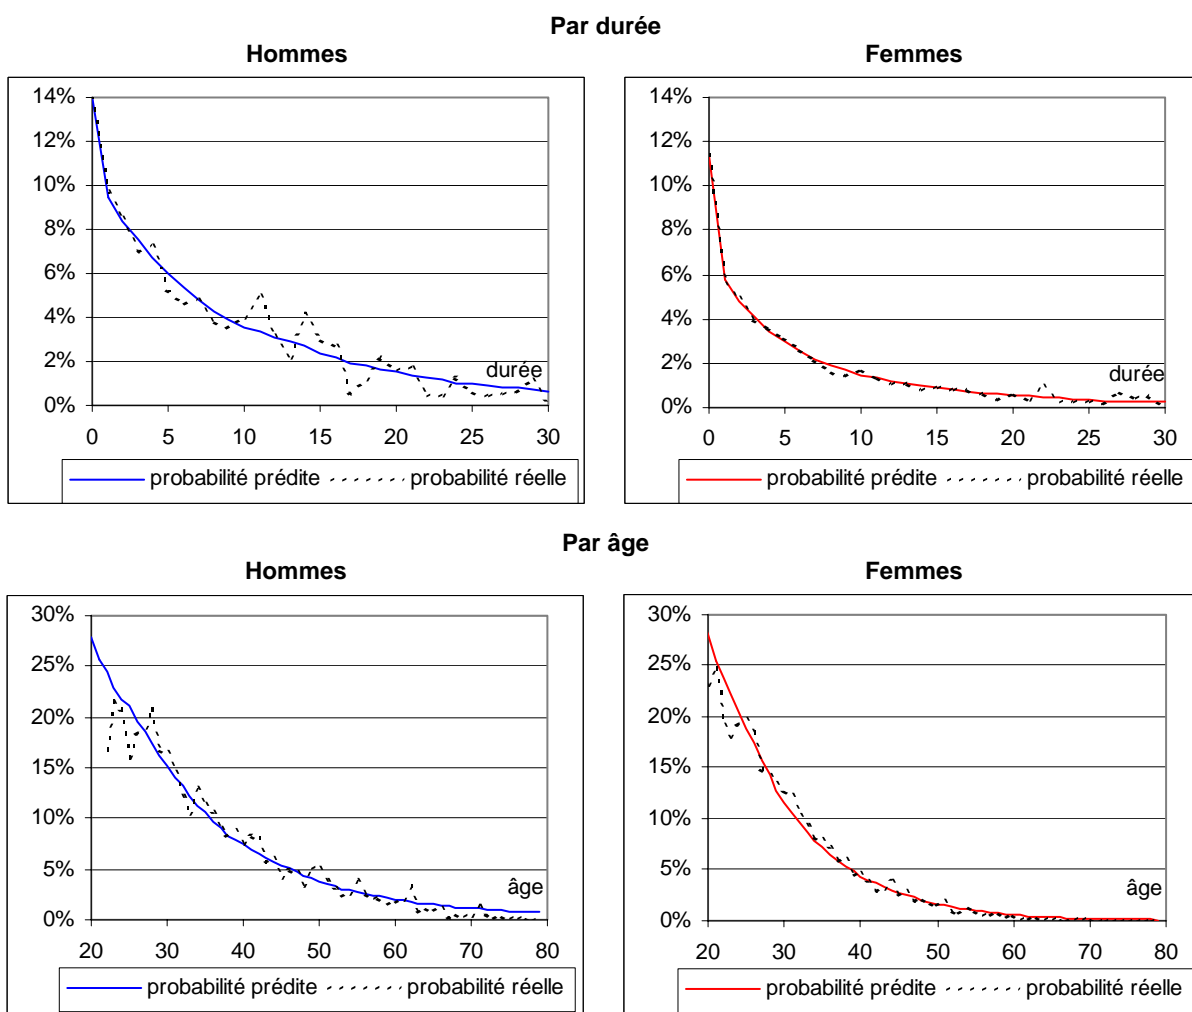 Par durée
Hommes
Femmes
14%
12%
10%
8%
6%
4%
2%
0%
durée
0 5 10 15 20 25 30
probabilité prédite probabilité réelle
14%
12%
10%
8%
6%
4%
2%
0%
durée
0 5 10 15 20 25 30
probabilité prédite probabilité réelle
Par âge
Hommes
Femmes
30%
25%
20%
15%
10%
5%
0%
âge
20 30 40 50 60 70 80
probabilité prédite probabilité réelle
30%
25%
20%
15%
10%
5%
0%
âge
20 30 40 50 60 70 80
probabilité prédite probabilité réelle